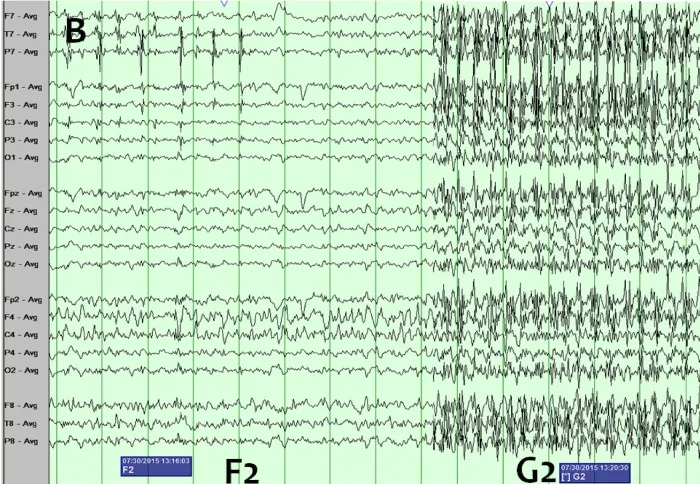 B
F7 - Avg
T7 - Avg
P7 - Avg
Fp1 - Avg
F3 - Avg
C3 - Avg
P3 - Avg
O1 - Avg
Fpz - Avg
Fz - Avg
Cz - Avg
Pz - Avg
Oz - Avg
Fp2 - Avg
F4 - Avg
C4 - Avg
P4 - Avg
O2 - Avg
F8 - Avg
T8 - Avg
P8 - Avg
07/30/2015 13:16:03
F2
F2
G2
07/30/2015 13:20:30
[*] G2